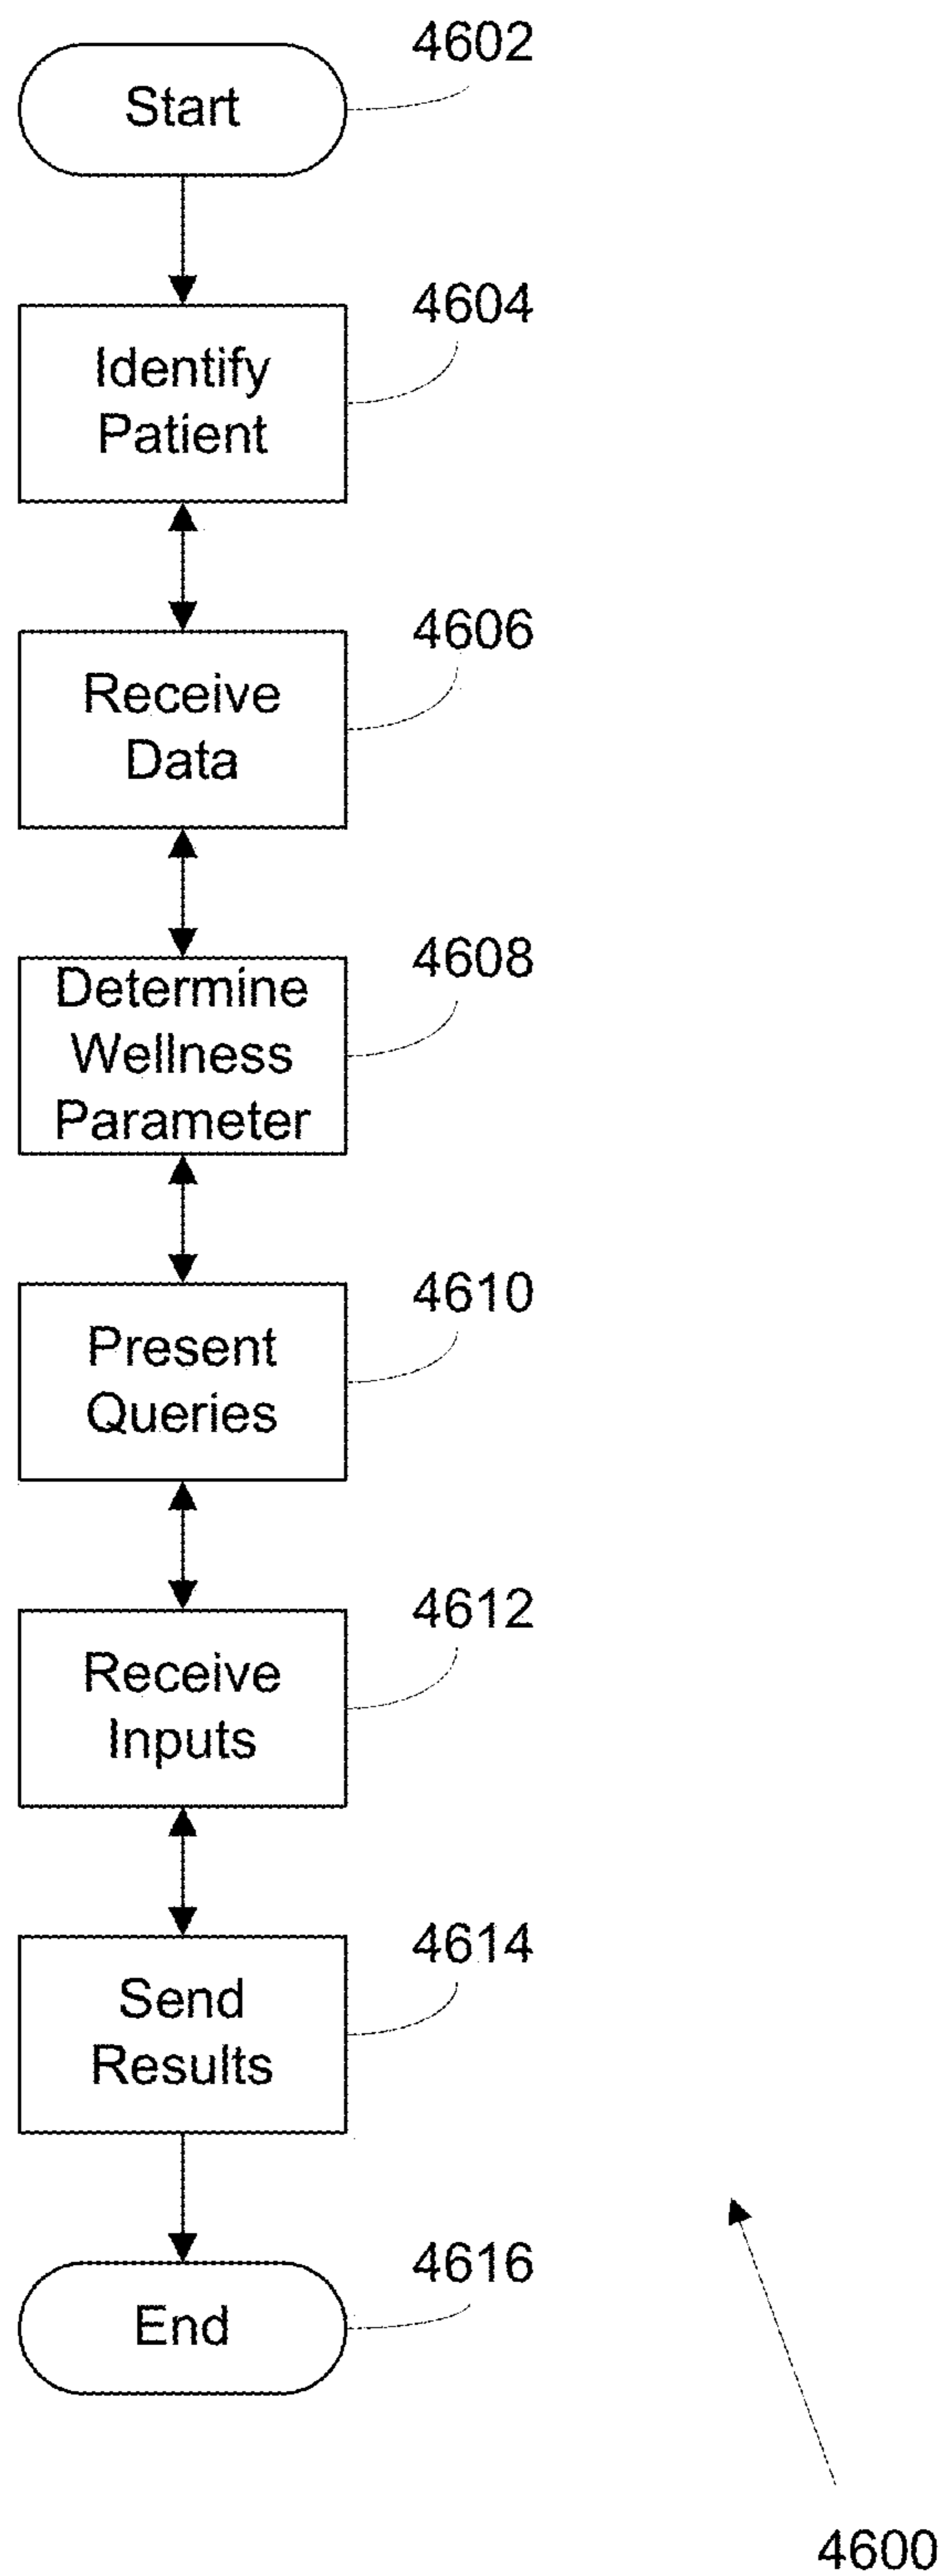 4602
Start
4604
Identify
Patient
4606
Receive
Data
4608
Determine
Wellness
Parameter
4610
Present
Queries
4612
Receive
Inputs
4614
Send
Results
4616
End
4600